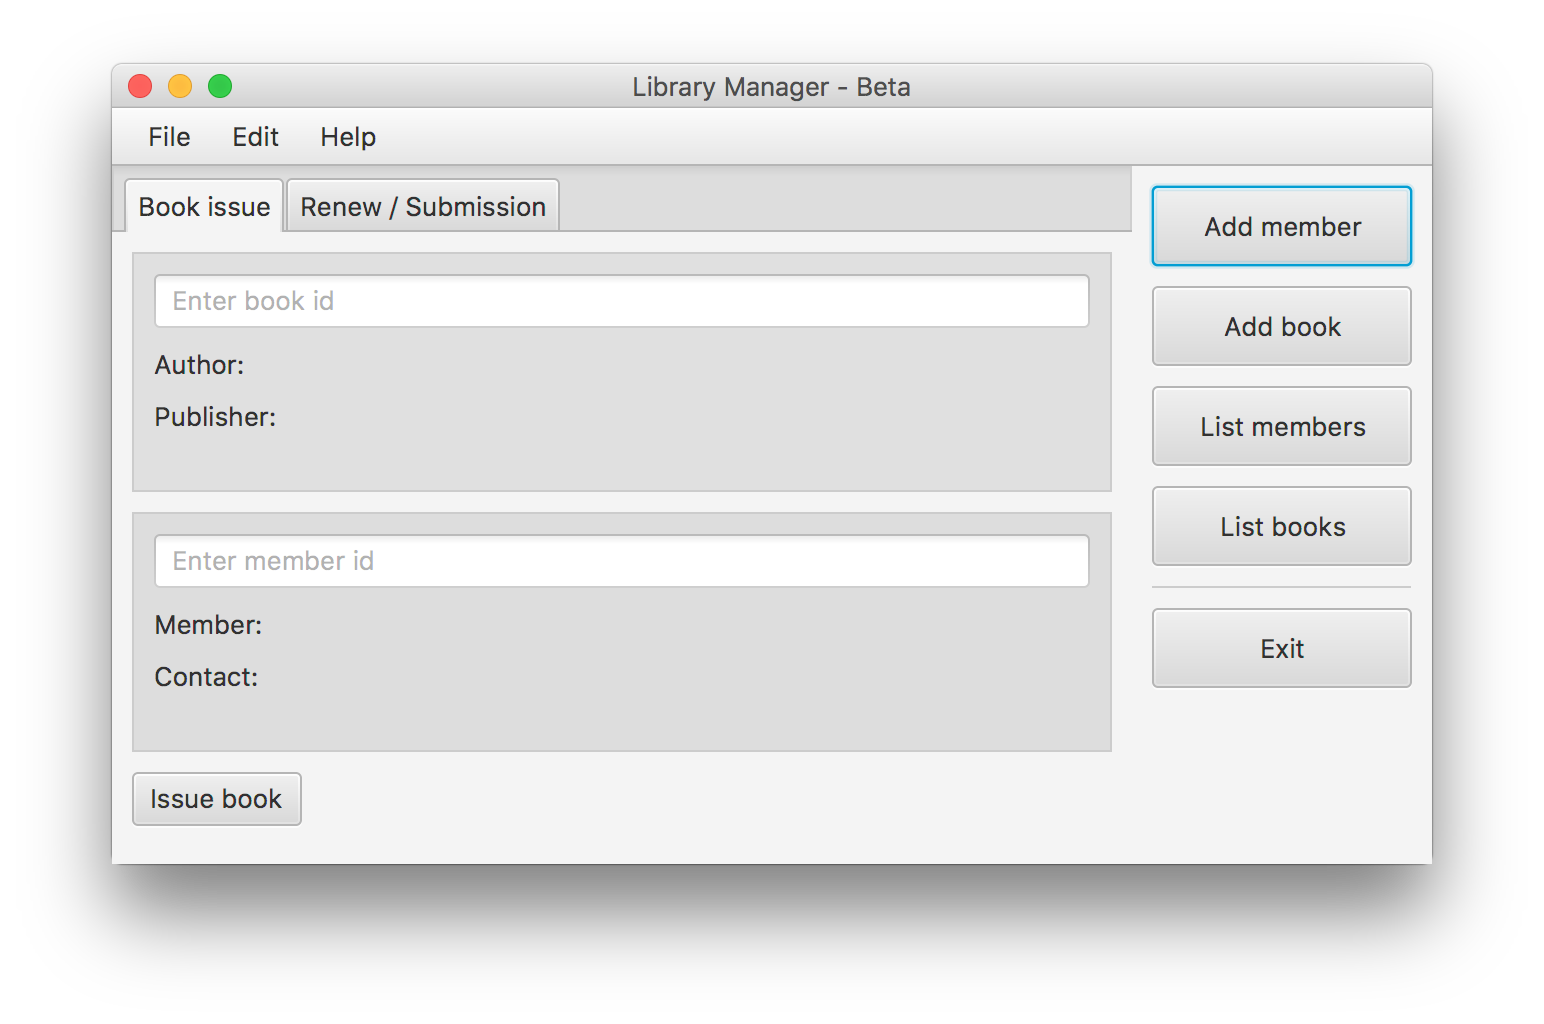 Library Manager - Beta
File Edit Help
Book issue Renew / Submission
Enter book id
Author:
Publisher:
Enter member id
Member:
Contact:
Issue book
Add member
Add book
List members
List books
Exit